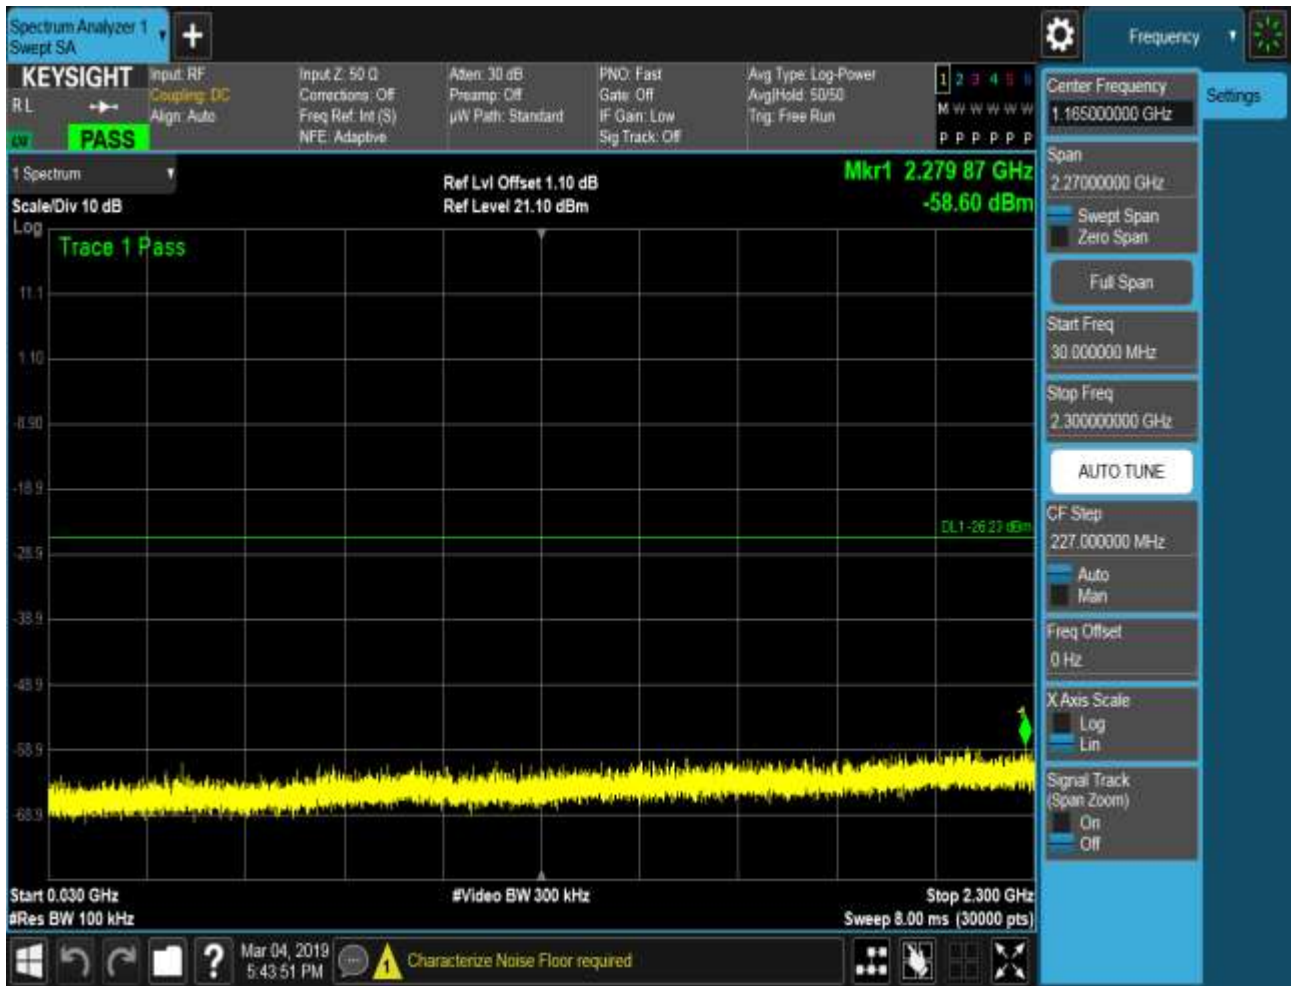 Spectrum Analyzer 1
Swept SA
+
Frequency
KEYSIGHT
RL
PASS
Input: RF
Coupling: DC
Align: Auto
Input Z: 50 Ω
Corrections: Off
Freq Ref: Int (S)
NFE: Adaptive
Atten: 30 dB
Preamp: Off
µW Path: Standard
PNO: Fast
Gate: Off
IF Gain: Low
Sig Track: Off
Avg Type: Log-Power
Avg|Hold: 50/50
Trig: Free Run
1 2 3 4 5 6
M W W W W W
P P P P P P
1 Spectrum
Scale/Div 10 dB
Ref Lvl Offset 1.10 dB
Ref Level 21.10 dBm
Mkr1 2.279 87 GHz
-58.60 dBm
Log
Trace 1 Pass
11.1
1.10
-8.90
-18.9
DL1 -26.23 dBm
-28.9
-38.9
-48.9
1
-58.9
-68.9
Start 0.030 GHz
#Video BW 300 kHz
Stop 2.300 GHz
#Res BW 100 kHz
Sweep 8.00 ms (30000 pts)
Center Frequency
1.165000000 GHz
Settings
Span
2.27000000 GHz
Swept Span
Zero Span
Full Span
Start Freq
30.000000 MHz
Stop Freq
2.300000000 GHz
AUTO TUNE
CF Step
227.000000 MHz
Auto
Man
Freq Offset
0 Hz
X Axis Scale
Log
Lin
Signal Track
(Span Zoom)
On
Off
?
Mar 04, 2019
5:43:51 PM
1
Characterize Noise Floor required